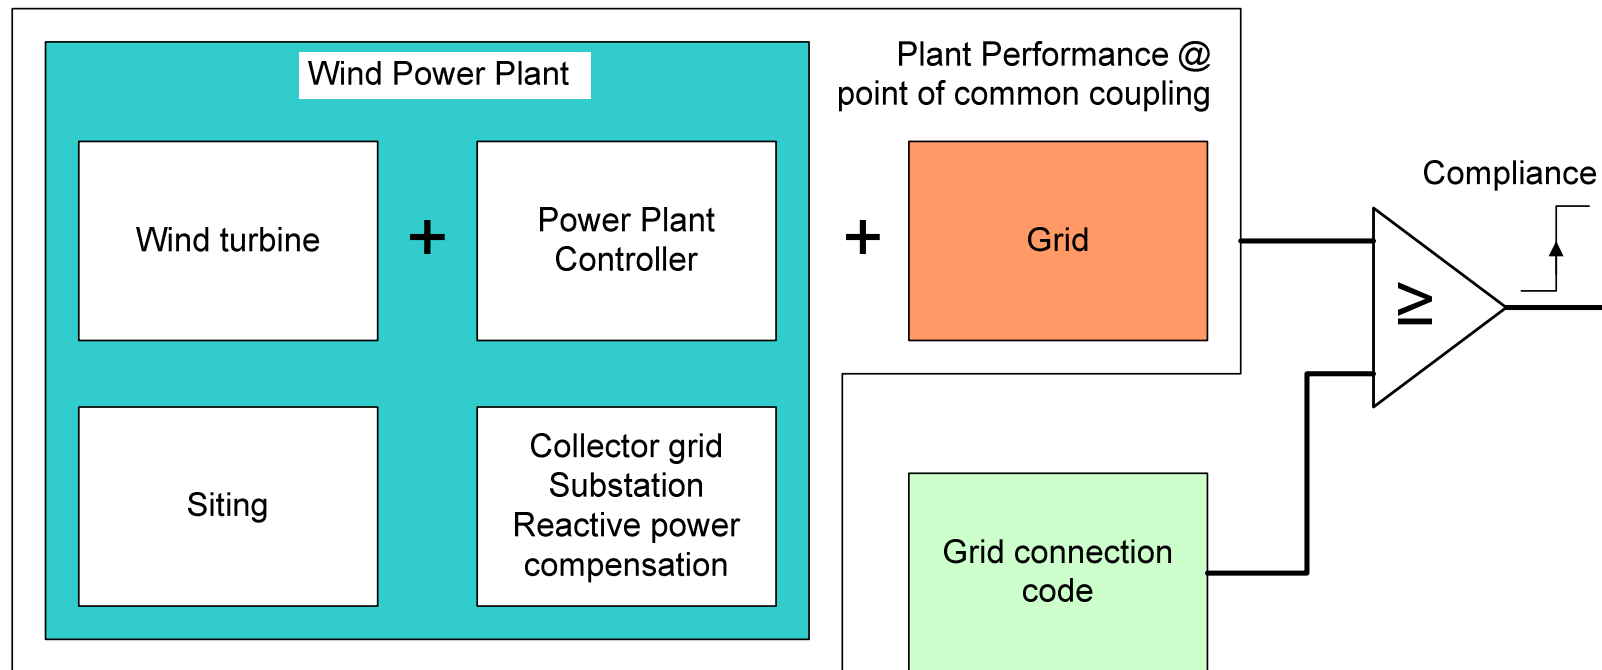 Wind Power Plant
Plant Performance @
point of common coupling
Wind turbine
+
Power Plant
Controller
+
Grid
Compliance
≥
Siting
Collector grid
Substation
Reactive power
compensation
Grid connection
code